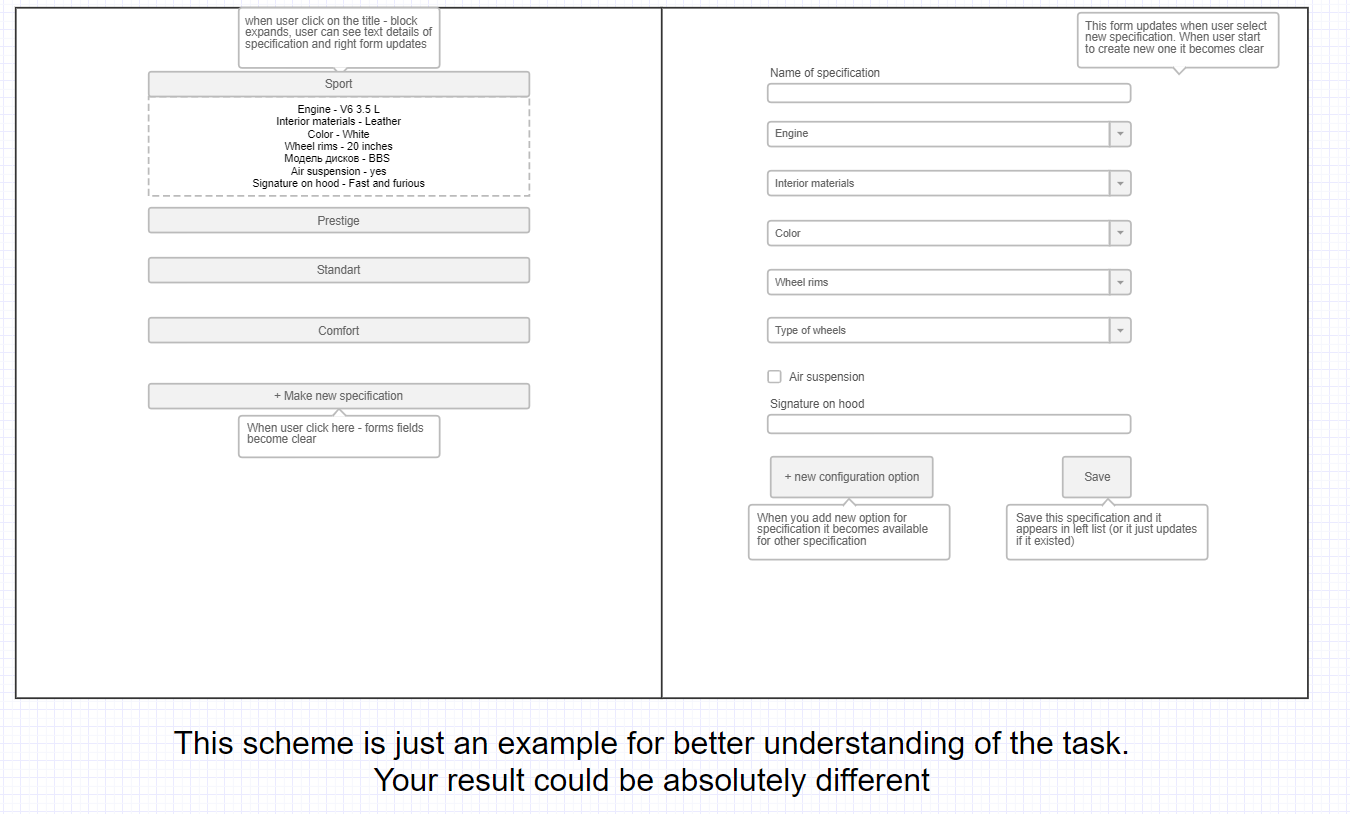 when user click on the title - block
expands, user can see text details of
specification and right form updates
Sport
Engine - V6 3.5 L
Interior materials - Leather
Color - White
Wheel rims - 20 inches
Модель дисков - BBS
Air suspension - yes
Signature on hood - Fast and furious
Prestige
Standart
Comfort
+ Make new specification
When user click here - forms fields
become clear
This form updates when user select
new specification. When user start
to create new one it becomes clear
Name of specification
Engine
Interior materials
Color
Wheel rims
Type of wheels
Air suspension
Signature on hood
+ new configuration option
Save
When you add new option for
specification it becomes available
for other specification
Save this specification and it
appears in left list (or it just updates
if it existed)
This scheme is just an example for better understanding of the task.
Your result could be absolutely different